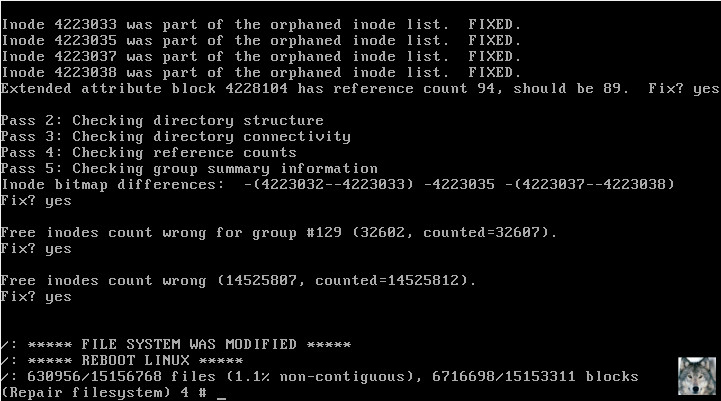 Inode 4223033 was part of the orphaned inode list.  FIXED.
Inode 4223035 was part of the orphaned inode list.  FIXED.
Inode 4223037 was part of the orphaned inode list.  FIXED.
Inode 4223038 was part of the orphaned inode list.  FIXED.
Extended attribute block 4228104 has reference count 94, should be 89.  Fix? yes
Pass 2: Checking directory structure
Pass 3: Checking directory connectivity
Pass 4: Checking reference counts
Pass 5: Checking group summary information
Inode bitmap differences:  -(4223032--4223033) -4223035 -(4223037--4223038)
Fix? yes
Free inodes count wrong for group #129 (32602, counted=32607).
Fix? yes
Free inodes count wrong (14525807, counted=14525812).
Fix? yes
/: ***** FILE SYSTEM WAS MODIFIED *****
/: ***** REBOOT LINUX *****
/: 630956/15156768 files (1.1% non-contiguous), 6716698/15153311 blocks
(Repair filesystem) 4 # _